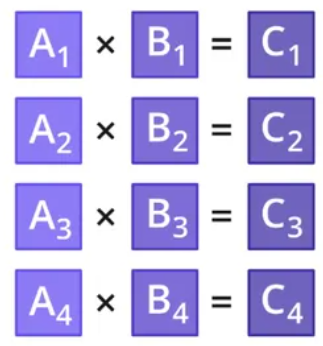 A₁ × B₁ = C₁
A₂ × B₂ = C₂
A₃ × B₃ = C₃
A₄ × B₄ = C₄